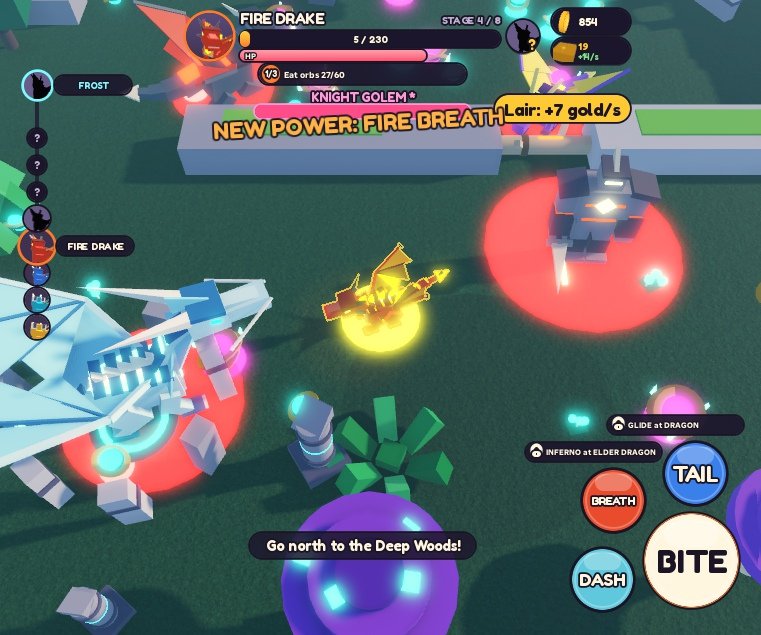 FIRE DRAKE
STAGE 4 / 8
5 / 230
HP
1/3 Eat orbs 27/60
?
854
19
+14/s
FROST
KNIGHT GOLEM *
NEW POWER: FIRE BREATH
Lair: +7 gold/s
?
?
?
FIRE DRAKE
GLIDE at DRAGON
INFERNO at ELDER DRAGON
TAIL
BREATH
Go north to the Deep Woods!
BITE
DASH